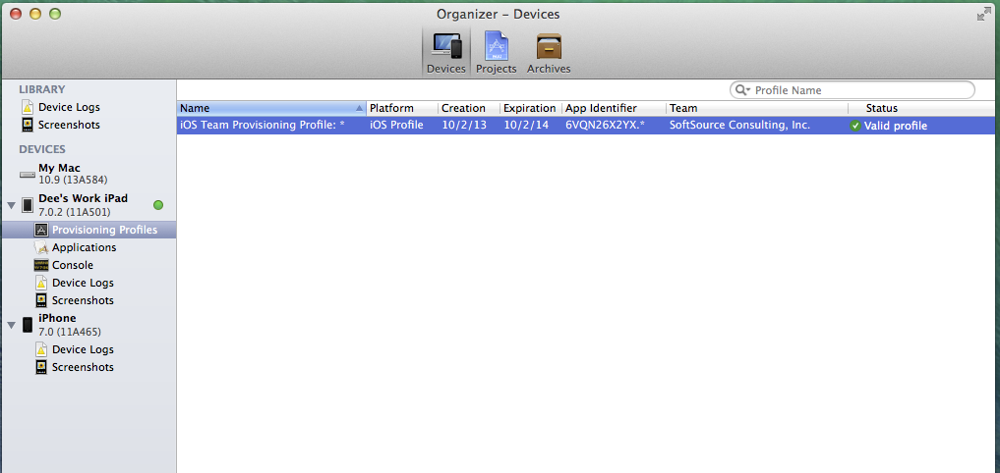 Organizer – Devices
Devices Projects Archives
LIBRARY
Profile Name
Device Logs
Name Platform Creation Expiration App Identifier Team Status
Screenshots
iOS Team Provisioning Profile: * iOS Profile 10/2/13 10/2/14 6VQN26X2YX.* SoftSource Consulting, Inc. Valid profile
DEVICES
My Mac
10.9 (13A584)
Dee's Work iPad
7.0.2 (11A501)
Provisioning Profiles
Applications
Console
Device Logs
Screenshots
iPhone
7.0 (11A465)
Device Logs
Screenshots